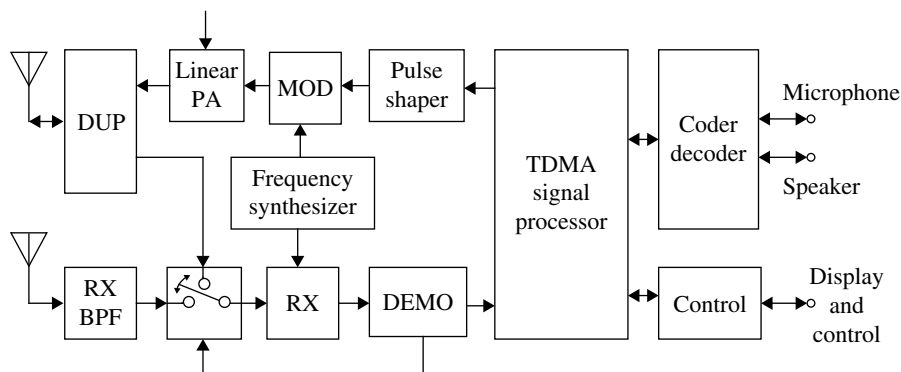 DUP
Linear
PA
MOD
Pulse
shaper
TDMA
signal
processor
Coder
decoder
Microphone
Speaker
Frequency
synthesizer
RX
BPF
RX
DEMO
Control
Display
and
control